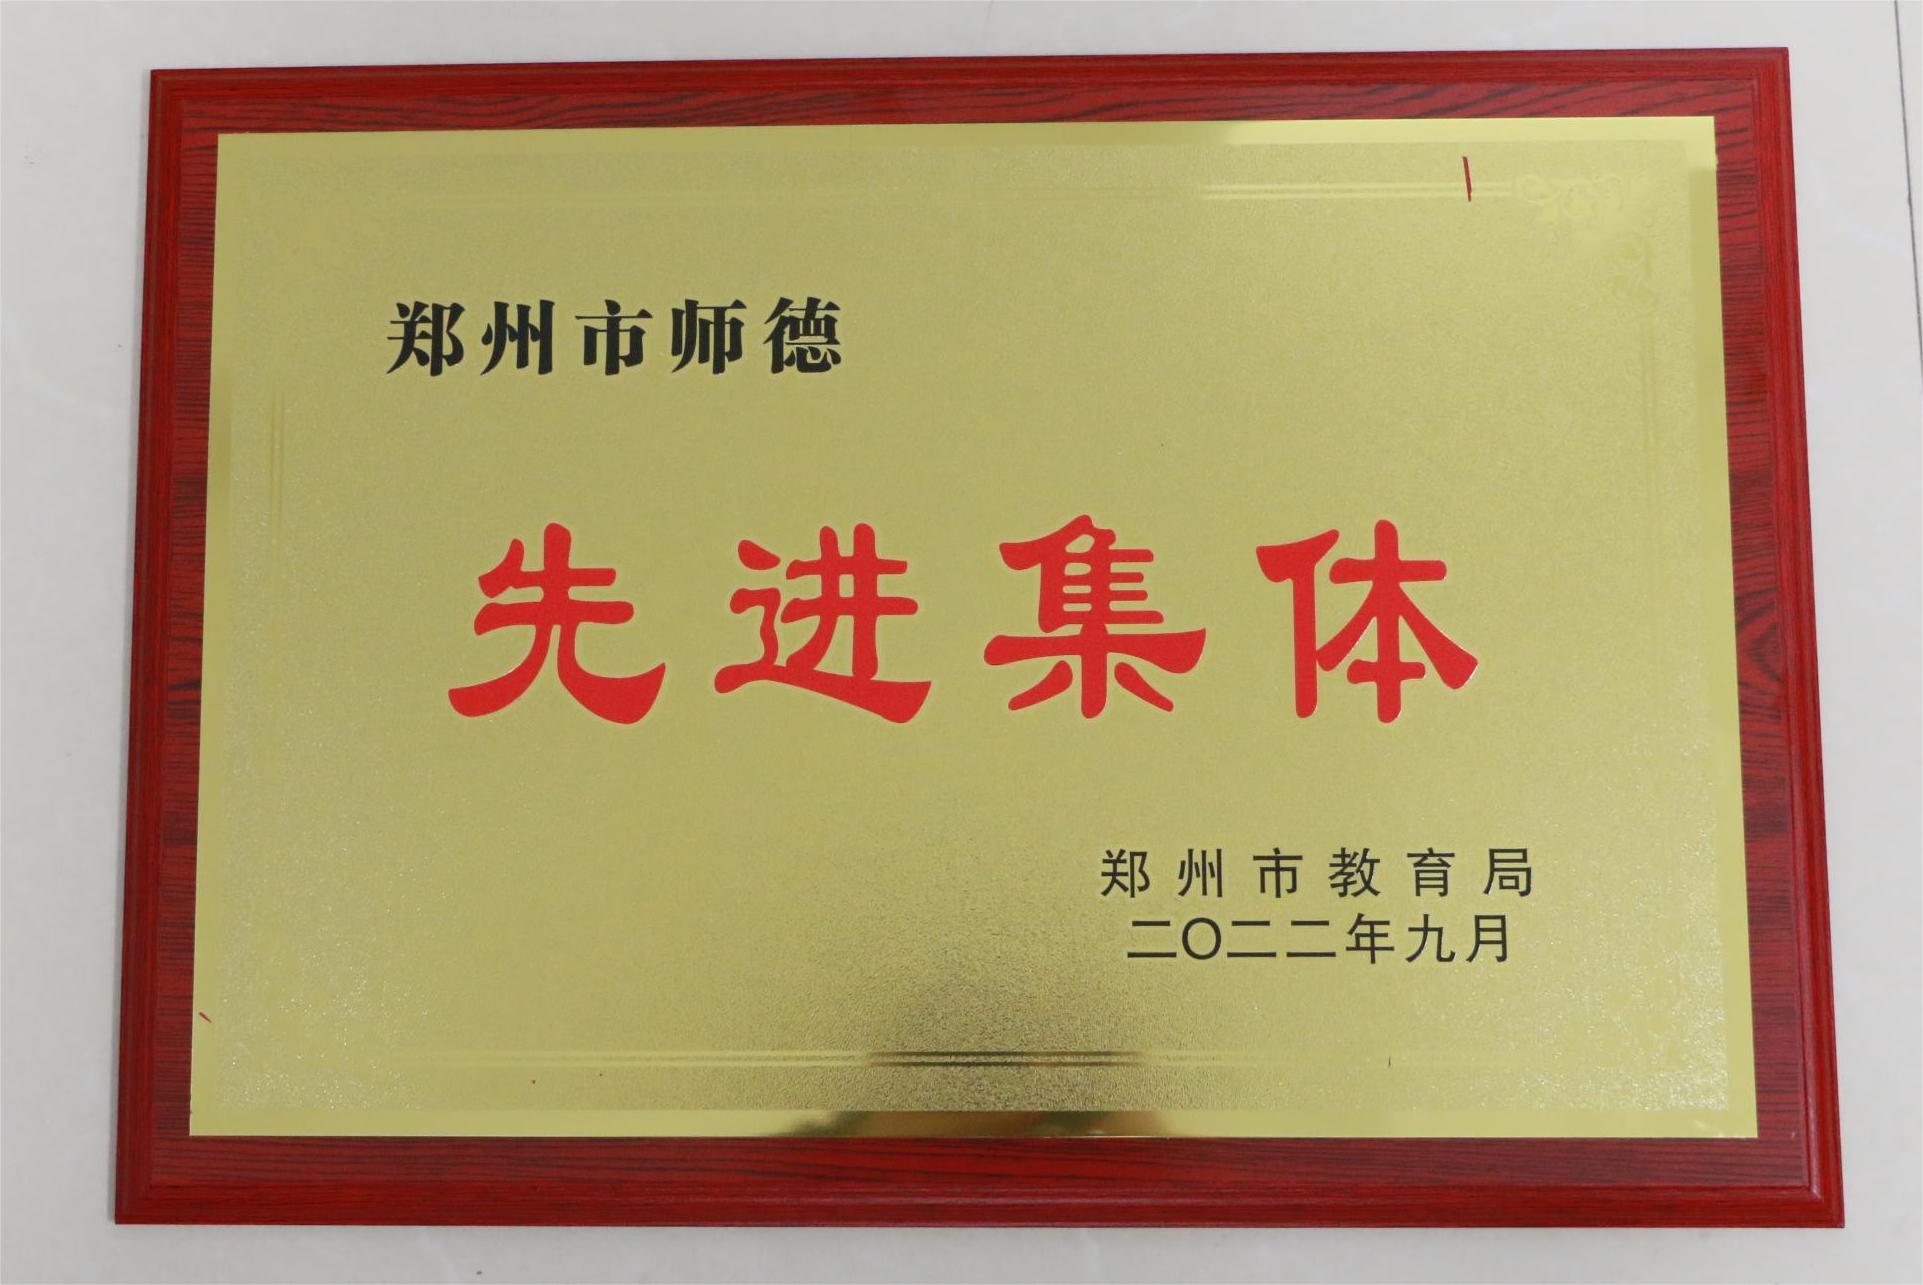 郑州市师德
先进集体
郑州市教育局
二〇二二年九月